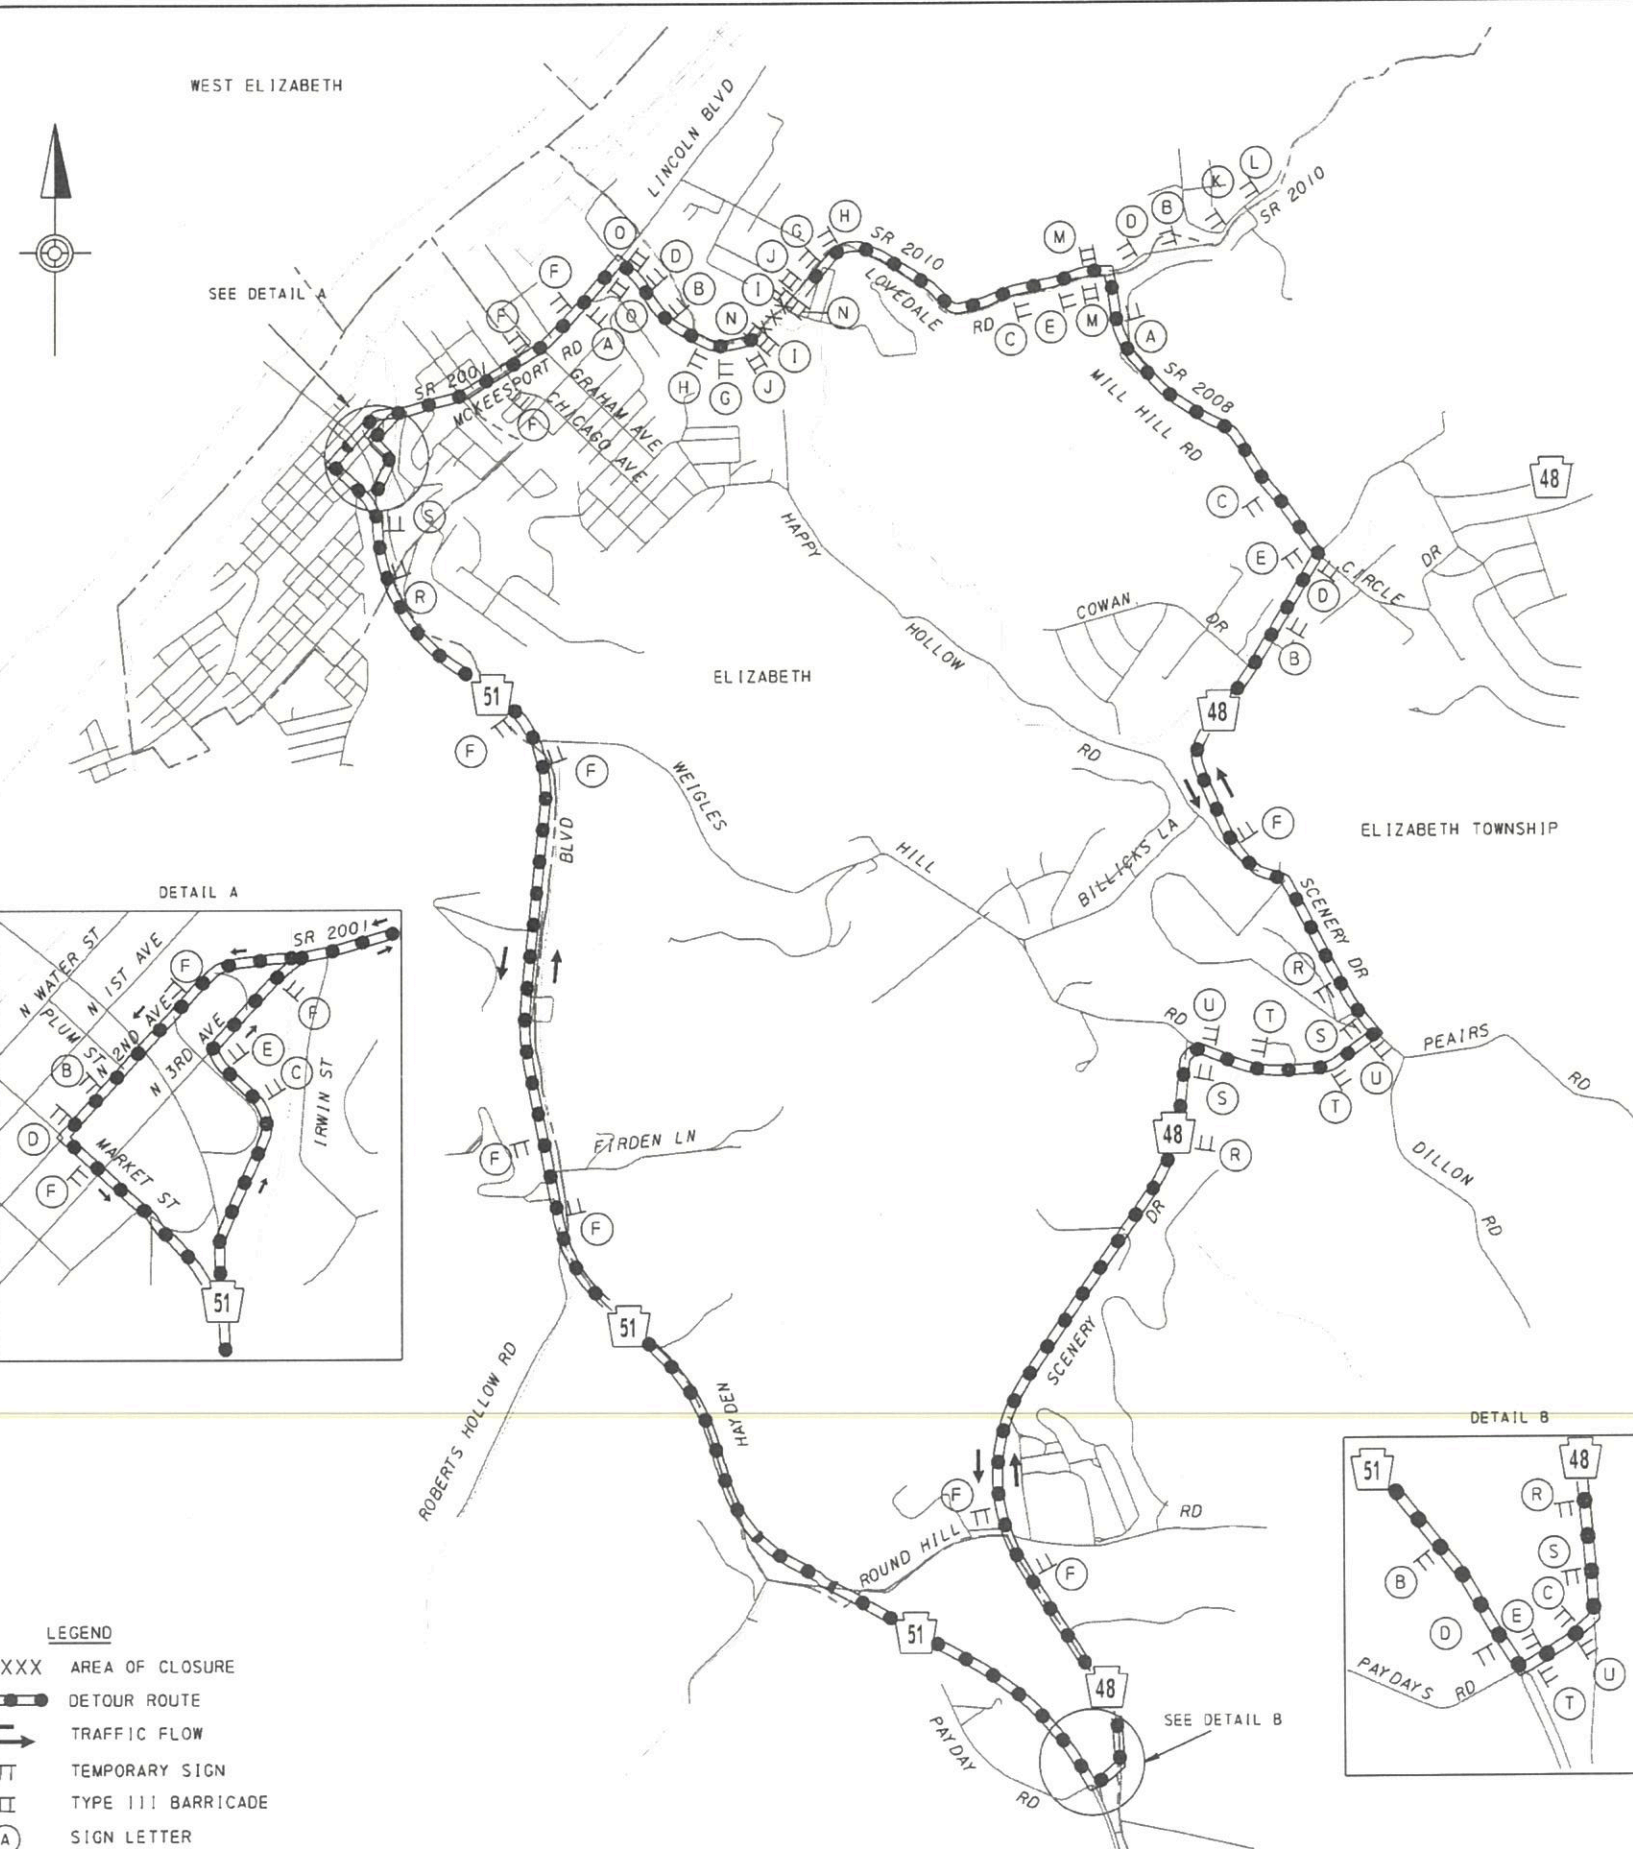 WEST ELIZABETH
LINCOLN BLVD
SEE DETAIL A
O
D
F
B
F
A
O
N
I
J
G
H
SR 2010
LOVEDALE
RD
N
I
J
G
H
C
E
M
M
D
B
K
L
SR 2010
A
SR 2008
MILL HILL RD
SR 2001
MCKEESPORT RD
GRAHAM AVE
CHICAGO AVE
F
S
R
HAPPY
HOLLOW
RD
C
48
E
D
CIRCLE
DR
COWAN
DR
B
ELIZABETH
51
48
F
F
WEIGLES
BLVD
HILL
BILLICKS LA
F
ELIZABETH TOWNSHIP
SCENERY DR
R
S
U
T
RD
PEAIRS
RD
U
T
S
48
R
DILLON
RD
DETAIL A
N WATER ST
N 1ST AVE
SR 2001
F
F
PLUM ST
N 2ND AVE
N 3RD AVE
B
E
C
D
MARKET ST
IRWIN ST
F
51
F
FIRDEN LN
F
DR
SCENERY
51
HAYDEN
ROBERTS HOLLOW RD
F
ROUND HILL
RD
F
51
48
SEE DETAIL B
PAYDAY
RD
DETAIL B
51
48
R
S
B
C
E
D
PAYDAYS RD
U
T
LEGEND
XXX AREA OF CLOSURE
DETOUR ROUTE
TRAFFIC FLOW
TEMPORARY SIGN
TYPE III BARRICADE
A SIGN LETTER